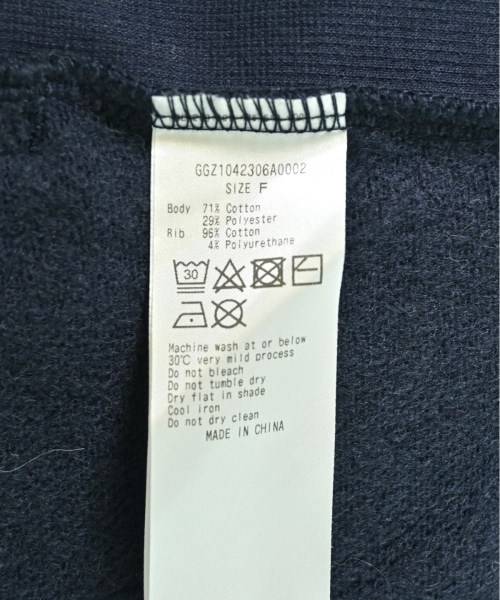 GGZ1042306A0002
SIZE F
Body 71% Cotton
29% Polyester
Rib 96% Cotton
4% Polyurethane
30
Machine wash at or below
30℃ very mild process
Do not bleach
Do not tumble dry
Dry flat in shade
Cool iron
Do not dry clean
MADE IN CHINA